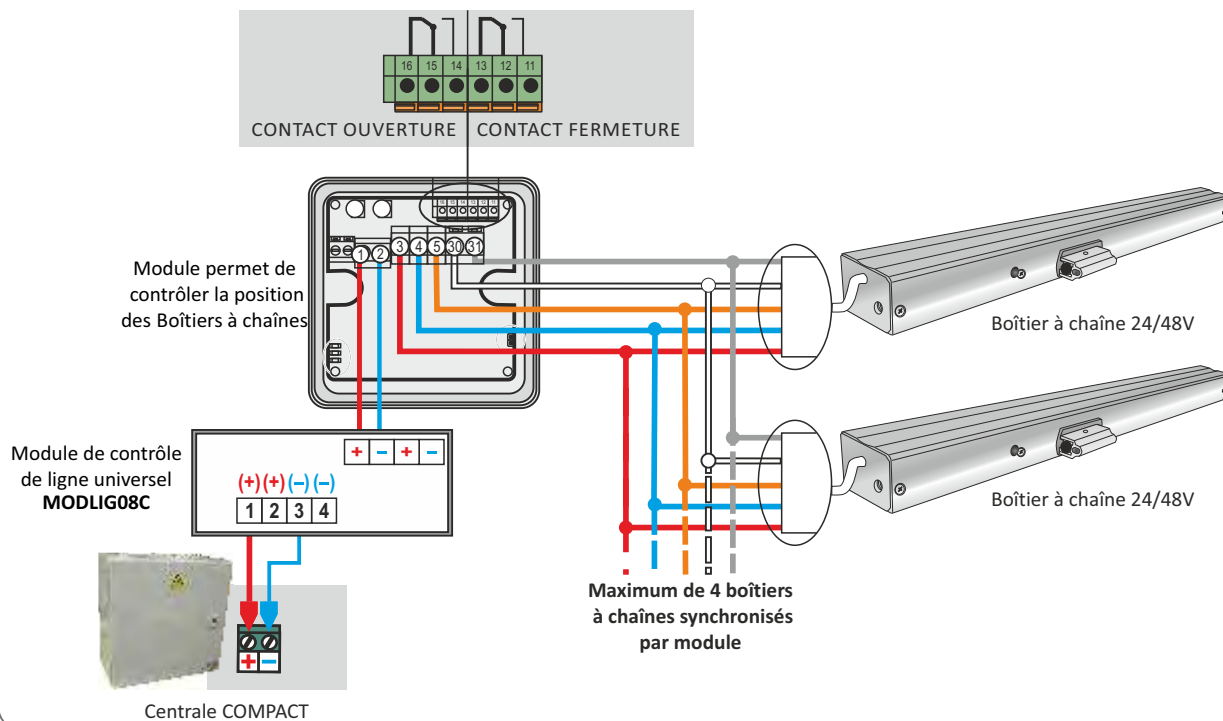 16 15 14 13 12 11
CONTACT OUVERTURE CONTACT FERMETURE
1 2 3 4 5 30 31
Module permet de
contrôler la position
des Boîtiers à chaînes
Boîtier à chaîne 24/48V
Module de contrôle
de ligne universel
MODLIG08C
+ − + −
(+)(+)(−)(−)
1 2 3 4
Boîtier à chaîne 24/48V
Maximum de 4 boîtiers
à chaînes synchronisés
par module
+ −
Centrale COMPACT